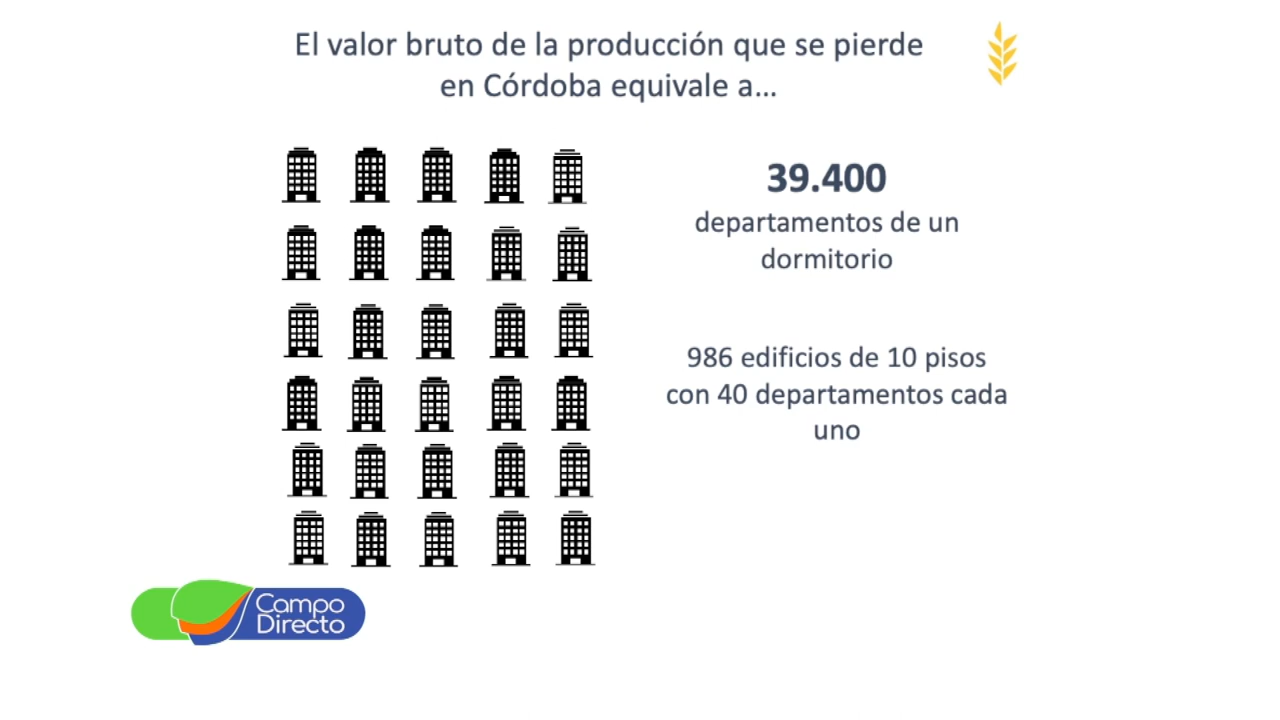 El valor bruto de la producción que se pierde
en Córdoba equivale a...
39.400
departamentos de un
dormitorio
986 edificios de 10 pisos
con 40 departamentos cada
uno
Campo
Directo